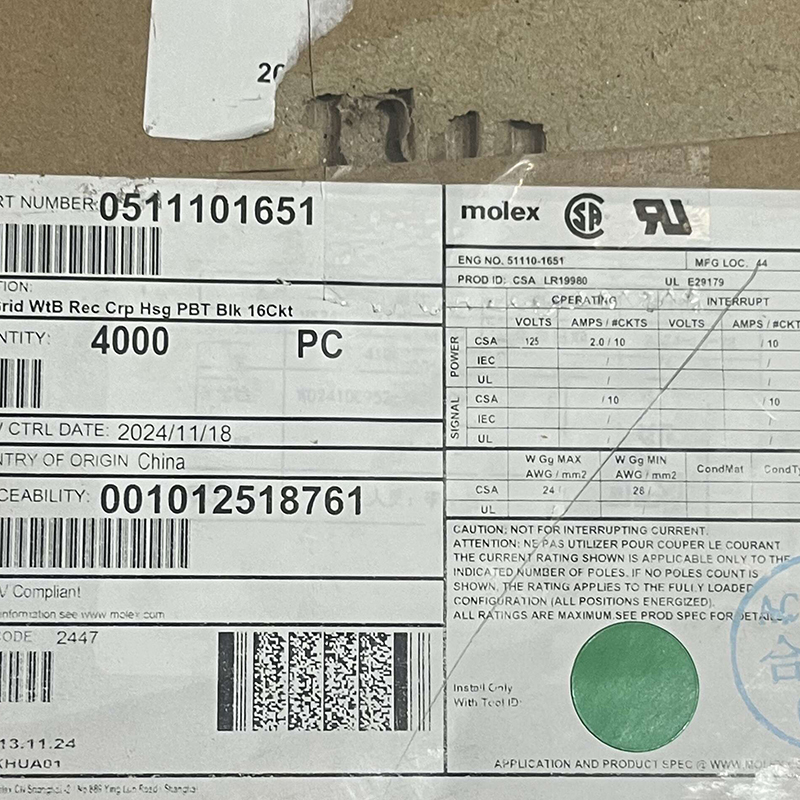 20
RT NUMBER: 0511101651
TION:
rid WtB Rec Crp Hsg PBT Blk 16Ckt
NTITY: 4000 PC
/ CTRL DATE: 2024/11/18
NTRY OF ORIGIN China
CEABILITY: 001012518761
V Compliant
information see www.molex.com
CODE 2447
13.11.24
KHUA01
molex SA RU
ENG NO. 51110-1651 MFG LOC. 44
PROD ID: CSA LR19980 UL E29179
OPERATING INTERRUPT
VOLTS AMPS / #CKTS VOLTS AMPS / #CKT
POWER
CSA 125 2.0 / 10 / 10
IEC / /
UL / /
SIGNAL
CSA / 10 / 10
IEC / /
UL / /
W Gg MAX W Gg MIN
AWG / mm2 AWG / mm2 CondMat CondTy
CSA 24 / 28 /
UL / /
CAUTION: NOT FOR INTERRUPTING CURRENT.
ATTENTION: NE PAS UTILIZER POUR COUPER LE COURANT
THE CURRENT RATING SHOWN IS APPLICABLE ONLY TO THE
INDICATED NUMBER OF POLES. IF NO POLES COUNT IS
SHOWN, THE RATING APPLIES TO THE FULLY LOADED
CONFIGURATION (ALL POSITIONS ENERGIZED).
ALL RATINGS ARE MAXIMUM.SEE PROD SPEC FOR DETAILS
Install Only
With Tool ID:
合
APPLICATION AND PRODUCT SPEC @ WWW.MOLEX